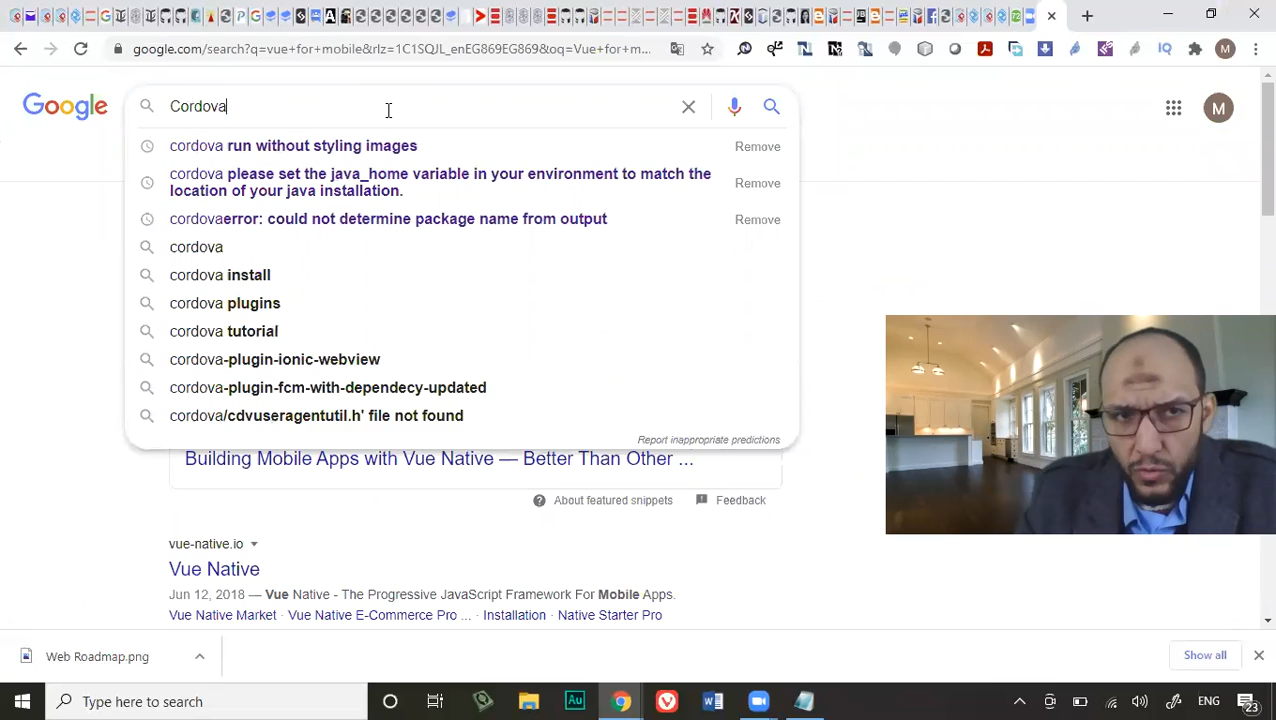 google.com/search?q=vue+for+mobile&rlz=1C1SQJL_enEG869EG869&oq=Vue+for+m...
M
Google
Cordova
M
cordova run without styling images
Remove
cordova please set the java_home variable in your environment to match the
location of your java installation.
Remove
cordovaerror: could not determine package name from output
Remove
cordova
cordova install
cordova plugins
cordova tutorial
cordova-plugin-ionic-webview
cordova-plugin-fcm-with-dependecy-updated
cordova/cdvuseragentutil.h' file not found
Report inappropriate predictions
Building Mobile Apps with Vue Native — Better Than Other ...
About featured snippets
Feedback
vue-native.io
Vue Native
Jun 12, 2018 — Vue Native - The Progressive JavaScript Framework For Mobile Apps.
Vue Native Market · Vue Native E-Commerce Pro ... · Installation · Native Starter Pro
Web Roadmap.png
Show all
Type here to search
Au
ENG
23